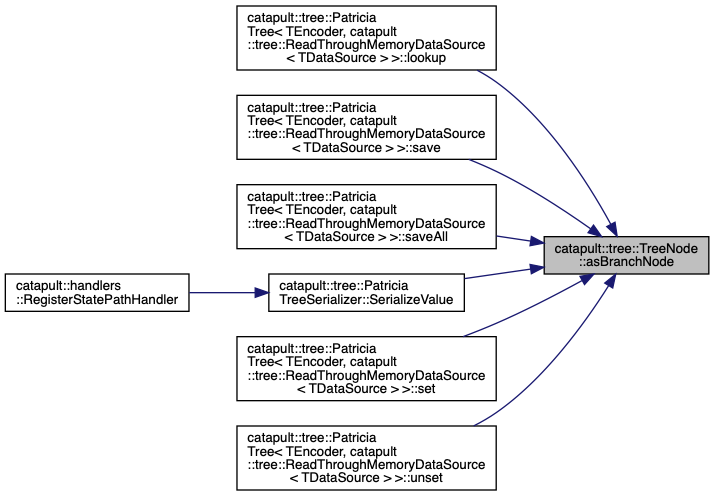 catapult::tree::Patricia
Tree< TEncoder, catapult
::tree::ReadThroughMemoryDataSource
< TDataSource > >::lookup
catapult::tree::Patricia
Tree< TEncoder, catapult
::tree::ReadThroughMemoryDataSource
< TDataSource > >::save
catapult::tree::Patricia
Tree< TEncoder, catapult
::tree::ReadThroughMemoryDataSource
< TDataSource > >::saveAll
catapult::tree::TreeNode
::asBranchNode
catapult::handlers
::RegisterStatePathHandler
catapult::tree::Patricia
TreeSerializer::SerializeValue
catapult::tree::Patricia
Tree< TEncoder, catapult
::tree::ReadThroughMemoryDataSource
< TDataSource > >::set
catapult::tree::Patricia
Tree< TEncoder, catapult
::tree::ReadThroughMemoryDataSource
< TDataSource > >::unset